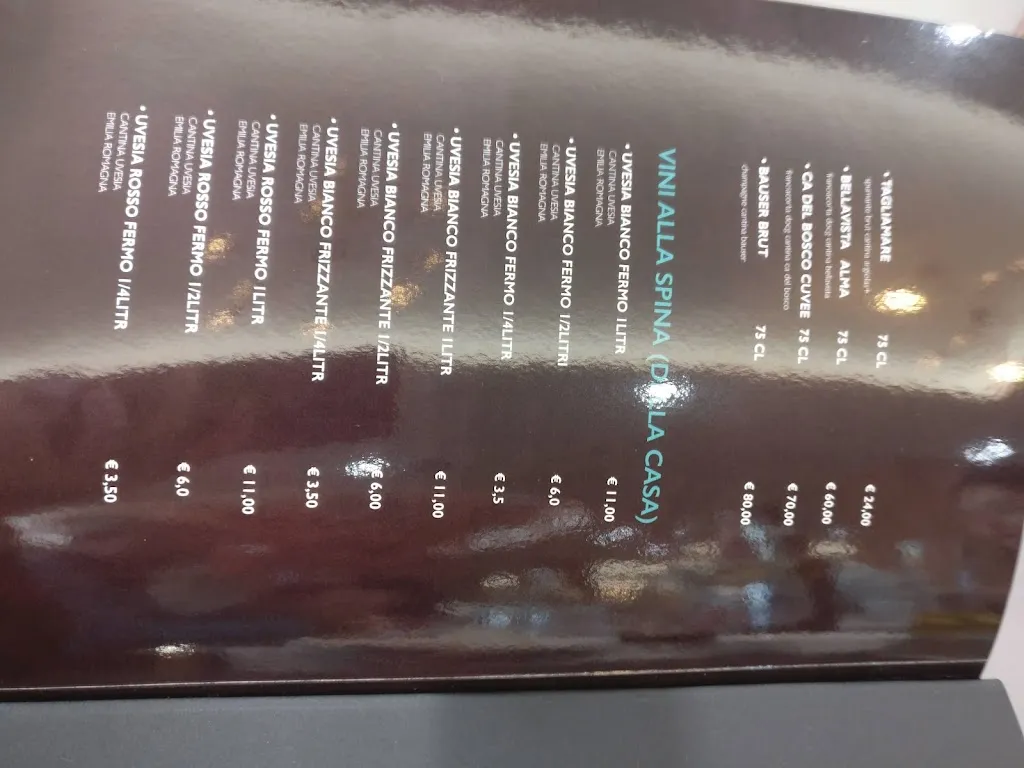 • TAGLIAMARE 75 CL. € 24,00
spumante brut cantina argiolas
• BELLAVISTA ALMA 75 CL. € 60,00
franciacorta docg cantina bellavista
• CA DEL BOSCO CUVEE 75 CL. € 70,00
franciacorta docg cantina ca del bosco
• BAUSER BRUT 75 CL. € 80,00
champagne cantina bauser
VINI ALLA SPINA (DELLA CASA)
• UVESIA BIANCO FERMO 1LITR € 11,00
CANTINA UVESIA
EMILIA ROMAGNA
• UVESIA BIANCO FERMO 1/2LITRI € 6,0
CANTINA UVESIA
EMILIA ROMAGNA
• UVESIA BIANCO FERMO 1/4LITR € 3,5
CANTINA UVESIA
EMILIA ROMAGNA
• UVESIA BIANCO FRIZZANTE 1LITR € 11,00
CANTINA UVESIA
EMILIA ROMAGNA
• UVESIA BIANCO FRIZZANTE 1/2LITR € 6,00
CANTINA UVESIA
EMILIA ROMAGNA
• UVESIA BIANCO FRIZZANTE 1/4LITR € 3,50
CANTINA UVESIA
EMILIA ROMAGNA
• UVESIA ROSSO FERMO 1LITR € 11,00
CANTINA UVESIA
EMILIA ROMAGNA
• UVESIA ROSSO FERMO 1/2LITR € 6,0
CANTINA UVESIA
EMILIA ROMAGNA
• UVESIA ROSSO FERMO 1/4LITR € 3,50
CANTINA UVESIA
EMILIA ROMAGNA